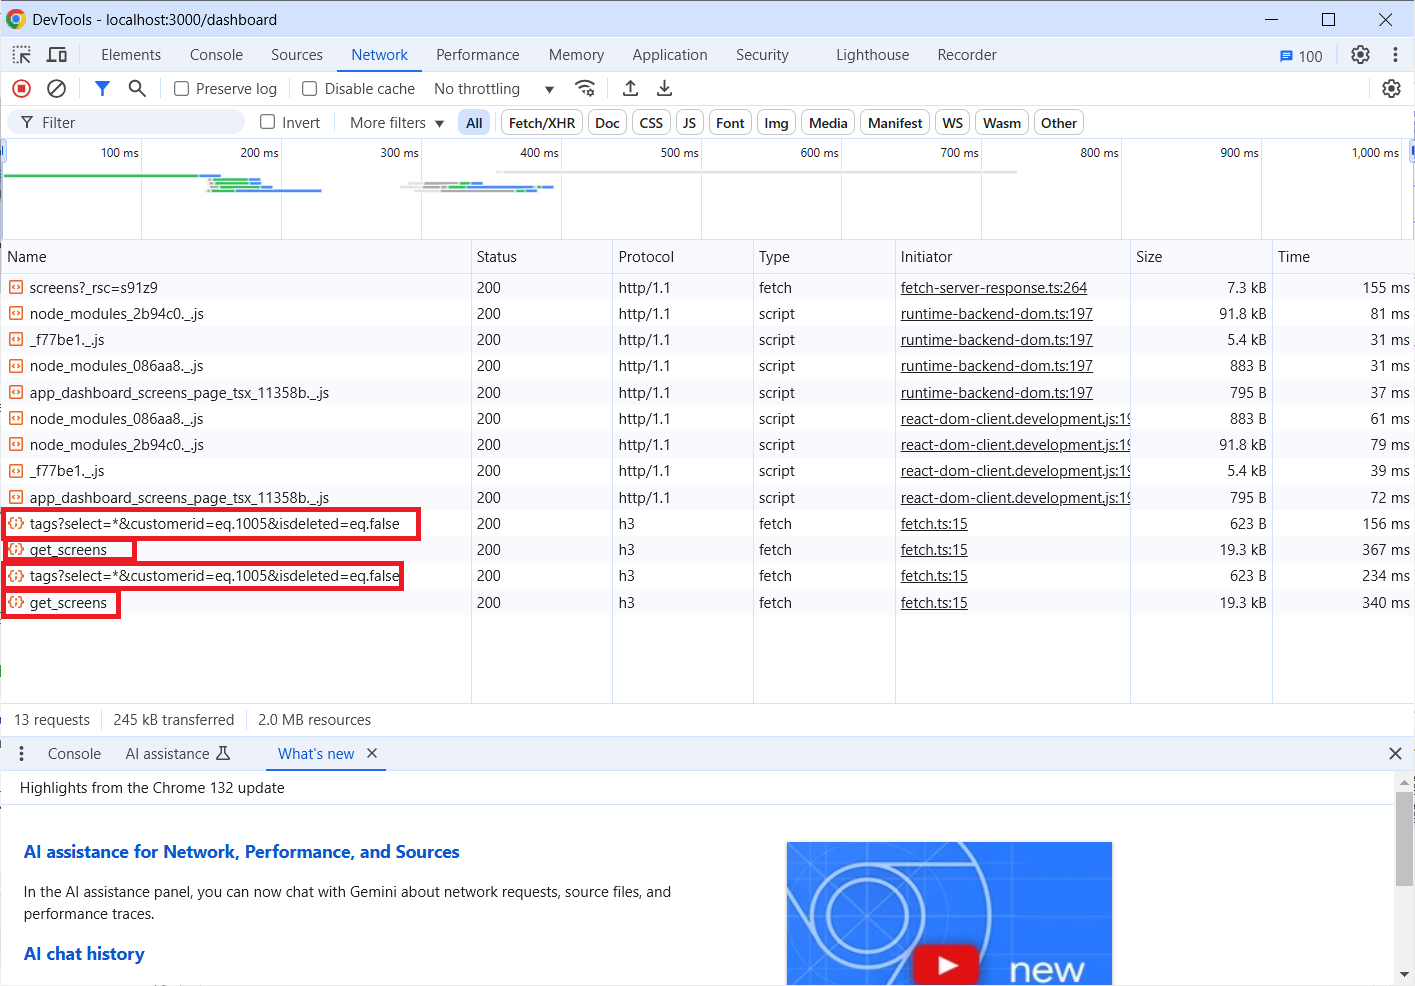 DevTools - localhost:3000/dashboard
Elements Console Sources Network Performance Memory Application Security Lighthouse Recorder 100
Preserve log Disable cache No throttling
Filter Invert More filters All Fetch/XHR Doc CSS JS Font Img Media Manifest WS Wasm Other
100 ms 200 ms 300 ms 400 ms 500 ms 600 ms 700 ms 800 ms 900 ms 1,000 ms
Name Status Protocol Type Initiator Size Time
screens?_rsc=s91z9 200 http/1.1 fetch fetch-server-response.ts:264 7.3 kB 155 ms
node_modules_2b94c0._.js 200 http/1.1 script runtime-backend-dom.ts:197 91.8 kB 81 ms
_f77be1._.js 200 http/1.1 script runtime-backend-dom.ts:197 5.4 kB 31 ms
node_modules_086aa8._.js 200 http/1.1 script runtime-backend-dom.ts:197 883 B 31 ms
app_dashboard_screens_page_tsx_11358b._.js 200 http/1.1 script runtime-backend-dom.ts:197 795 B 37 ms
node_modules_086aa8._.js 200 http/1.1 script react-dom-client.development.js:19 883 B 61 ms
node_modules_2b94c0._.js 200 http/1.1 script react-dom-client.development.js:19 91.8 kB 79 ms
_f77be1._.js 200 http/1.1 script react-dom-client.development.js:19 5.4 kB 39 ms
app_dashboard_screens_page_tsx_11358b._.js 200 http/1.1 script react-dom-client.development.js:19 795 B 72 ms
tags?select=*&customerid=eq.1005&isdeleted=eq.false 200 h3 fetch fetch.ts:15 623 B 156 ms
get_screens 200 h3 fetch fetch.ts:15 19.3 kB 367 ms
tags?select=*&customerid=eq.1005&isdeleted=eq.false 200 h3 fetch fetch.ts:15 623 B 234 ms
get_screens 200 h3 fetch fetch.ts:15 19.3 kB 340 ms
13 requests 245 kB transferred 2.0 MB resources
Console AI assistance What's new
Highlights from the Chrome 132 update
AI assistance for Network, Performance, and Sources
In the AI assistance panel, you can now chat with Gemini about network requests, source files, and
performance traces.
AI chat history
new